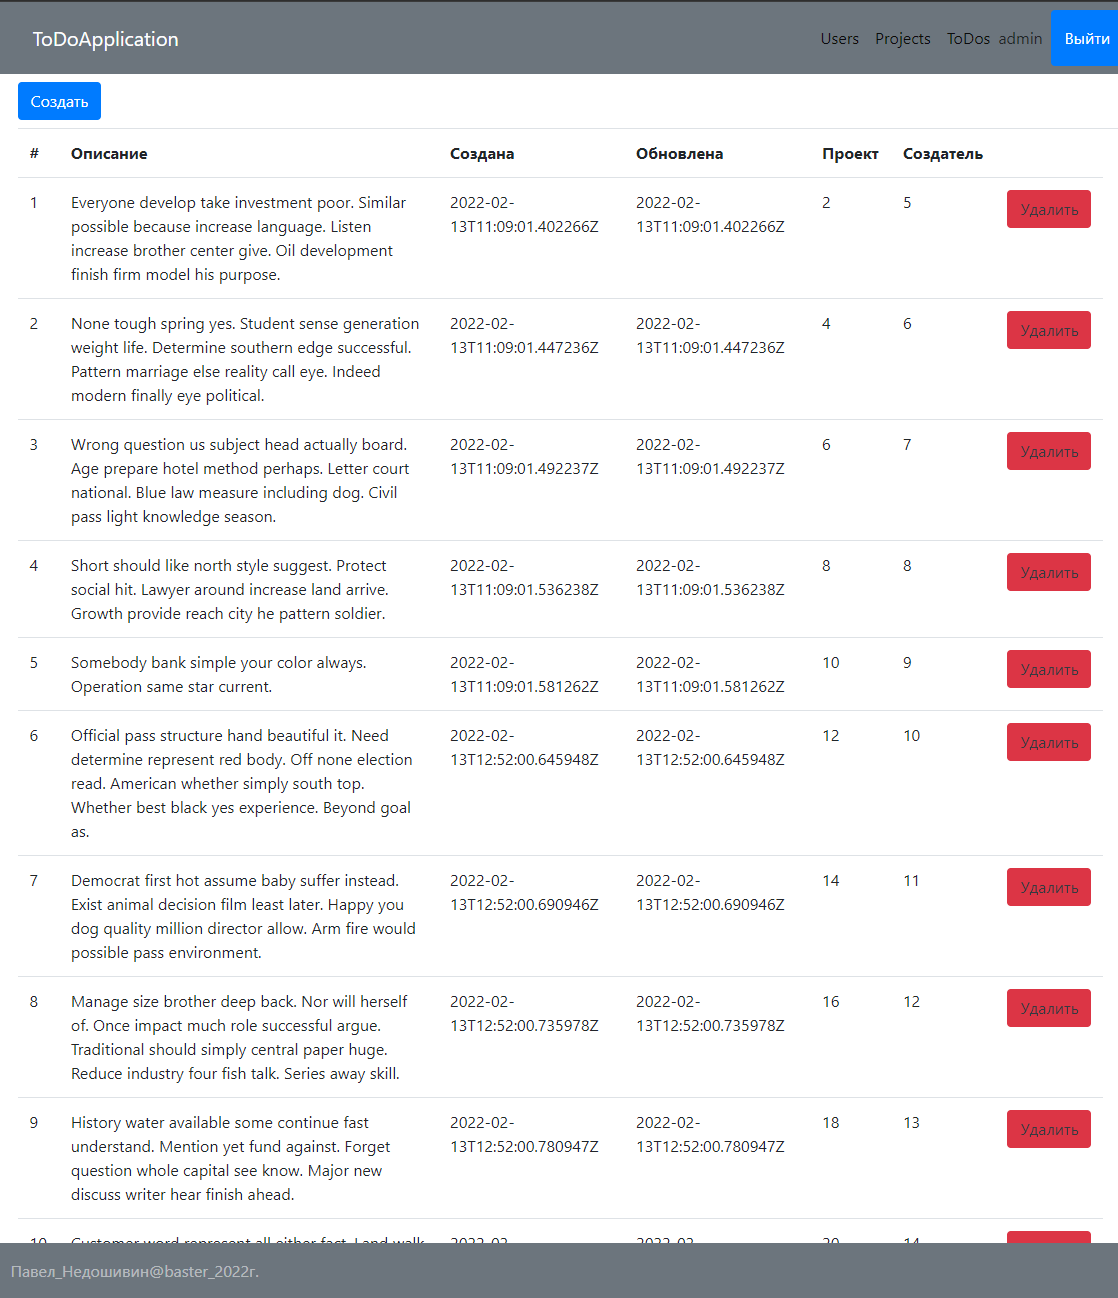 ToDoApplication Users Projects ToDos admin Выйти
Создать
# Описание Создана Обновлена Проект Создатель
1 Everyone develop take investment poor. Similar 2022-02- 2022-02- 2 5 Удалить
possible because increase language. Listen 13T11:09:01.402266Z 13T11:09:01.402266Z
increase brother center give. Oil development
finish firm model his purpose.
2 None tough spring yes. Student sense generation 2022-02- 2022-02- 4 6 Удалить
weight life. Determine southern edge successful. 13T11:09:01.447236Z 13T11:09:01.447236Z
Pattern marriage else reality call eye. Indeed
modern finally eye political.
3 Wrong question us subject head actually board. 2022-02- 2022-02- 6 7 Удалить
Age prepare hotel method perhaps. Letter court 13T11:09:01.492237Z 13T11:09:01.492237Z
national. Blue law measure including dog. Civil
pass light knowledge season.
4 Short should like north style suggest. Protect 2022-02- 2022-02- 8 8 Удалить
social hit. Lawyer around increase land arrive. 13T11:09:01.536238Z 13T11:09:01.536238Z
Growth provide reach city he pattern soldier.
5 Somebody bank simple your color always. 2022-02- 2022-02- 10 9 Удалить
Operation same star current. 13T11:09:01.581262Z 13T11:09:01.581262Z
6 Official pass structure hand beautiful it. Need 2022-02- 2022-02- 12 10 Удалить
determine represent red body. Off none election 13T12:52:00.645948Z 13T12:52:00.645948Z
read. American whether simply south top.
Whether best black yes experience. Beyond goal
as.
7 Democrat first hot assume baby suffer instead. 2022-02- 2022-02- 14 11 Удалить
Exist animal decision film least later. Happy you 13T12:52:00.690946Z 13T12:52:00.690946Z
dog quality million director allow. Arm fire would
possible pass environment.
8 Manage size brother deep back. Nor will herself 2022-02- 2022-02- 16 12 Удалить
of. Once impact much role successful argue. 13T12:52:00.735978Z 13T12:52:00.735978Z
Traditional should simply central paper huge.
Reduce industry four fish talk. Series away skill.
9 History water available some continue fast 2022-02- 2022-02- 18 13 Удалить
understand. Mention yet fund against. Forget 13T12:52:00.780947Z 13T12:52:00.780947Z
question whole capital see know. Major new
discuss writer hear finish ahead.
10 Customer word represent all either fact. Land walk 2022-02- 2022-02- 20 14
Павел_Недошивин@baster_2022г.